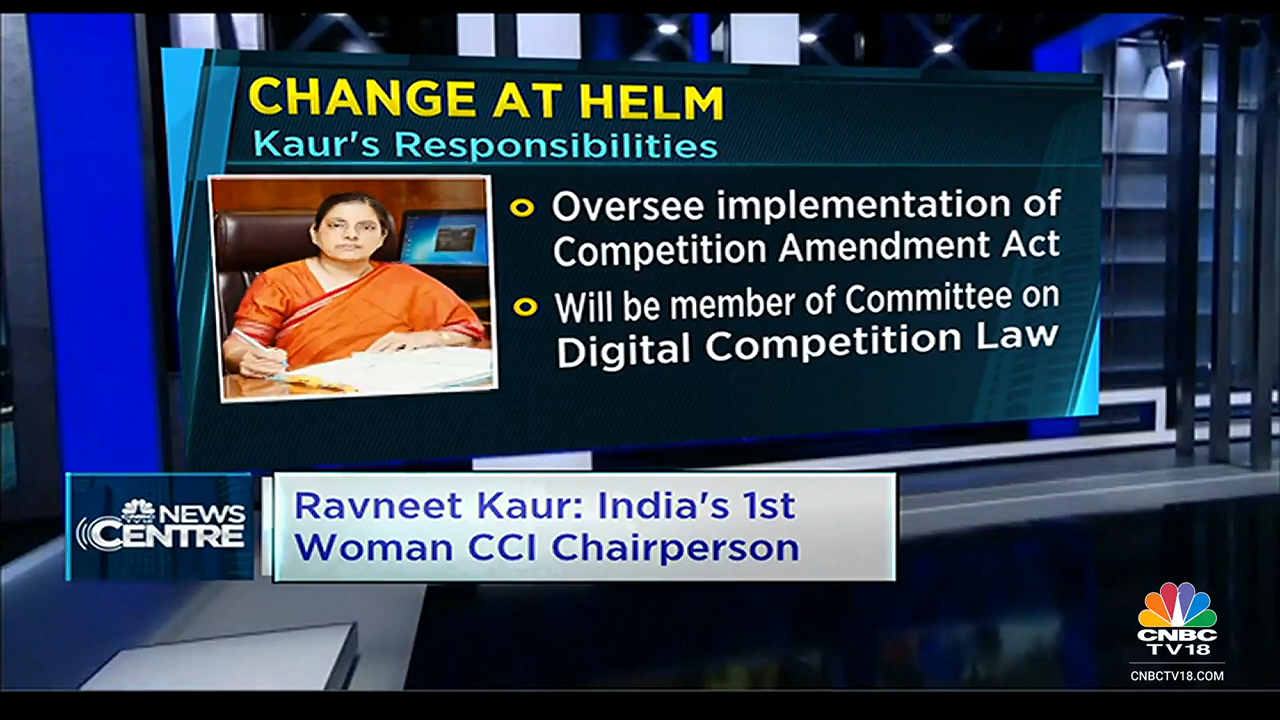 CHANGE AT HELM
Kaur's Responsibilities
Oversee implementation of
Competition Amendment Act
Will be member of Committee on
Digital Competition Law
NEWS
CENTRE
Ravneet Kaur: India's 1st
Woman CCI Chairperson
CNBC
TV18
CNBCTV18.COM